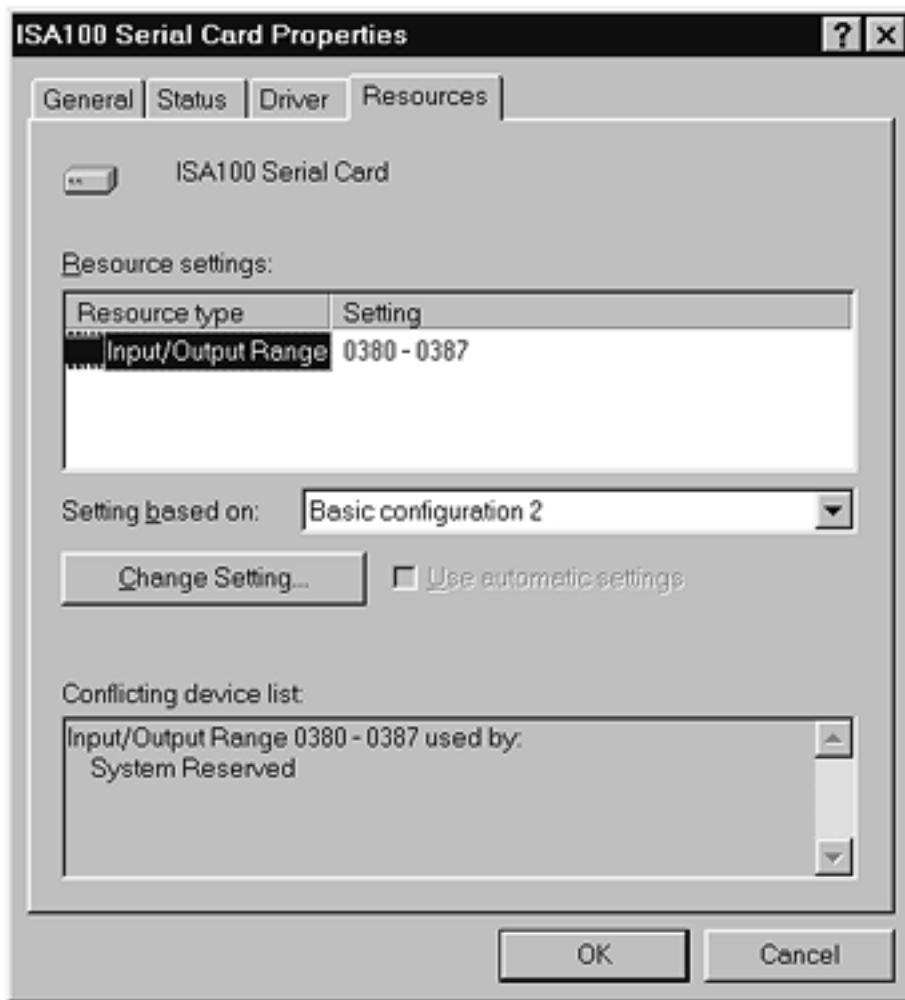 ISA100 Serial Card Properties
General Status Driver Resources
ISA100 Serial Card
Resource settings:
Resource type Setting
Input/Output Range 0380 - 0387
Setting based on: Basic configuration 2
Change Setting... Use automatic settings
Conflicting device list:
Input/Output Range 0380 - 0387 used by:
System Reserved
OK Cancel